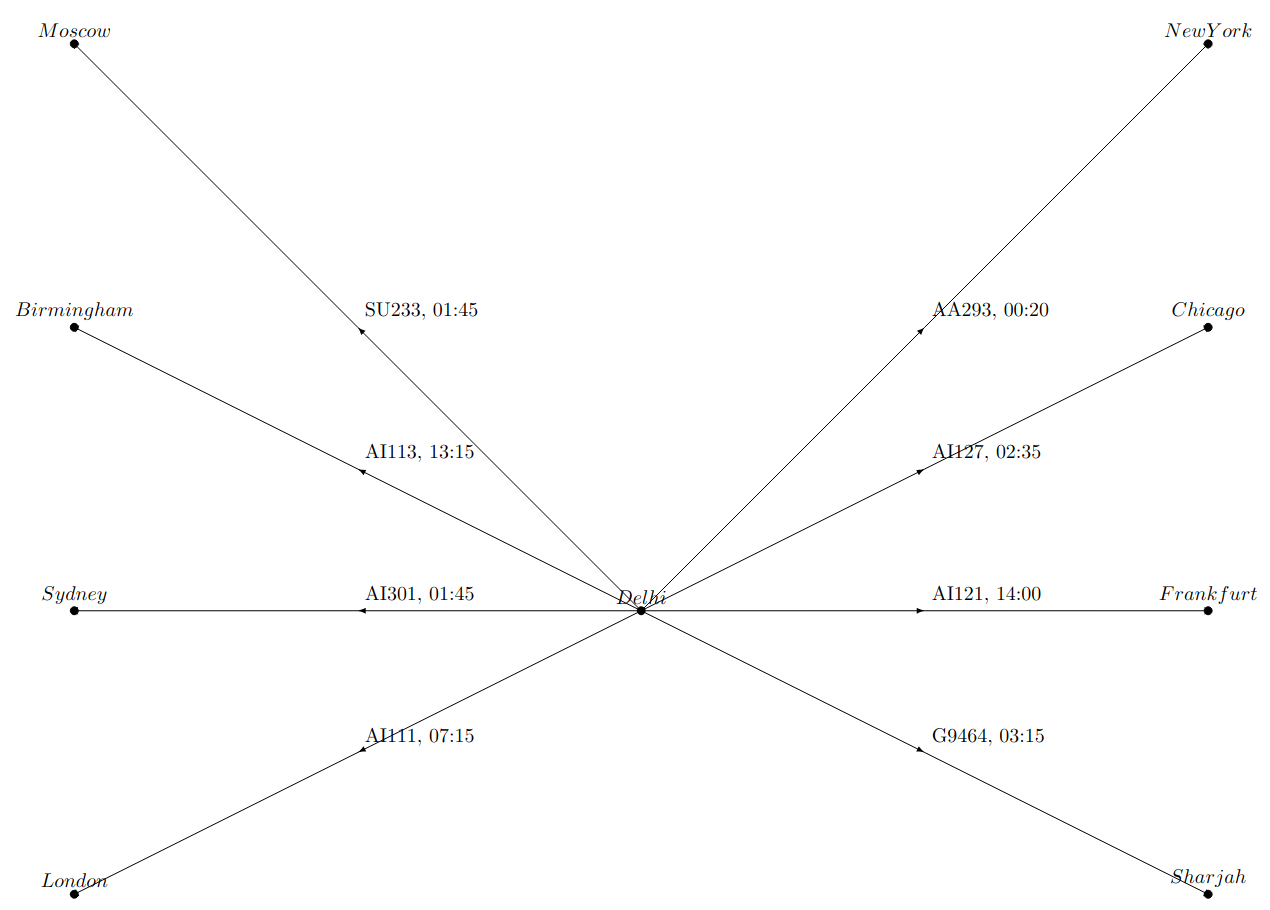 Moscow
NewYork
SU233, 01:45
AA293, 00:20
Birmingham
Chicago
AI113, 13:15
AI127, 02:35
Sydney
AI301, 01:45
Delhi
AI121, 14:00
Frankfurt
AI111, 07:15
G9464, 03:15
London
Sharjah